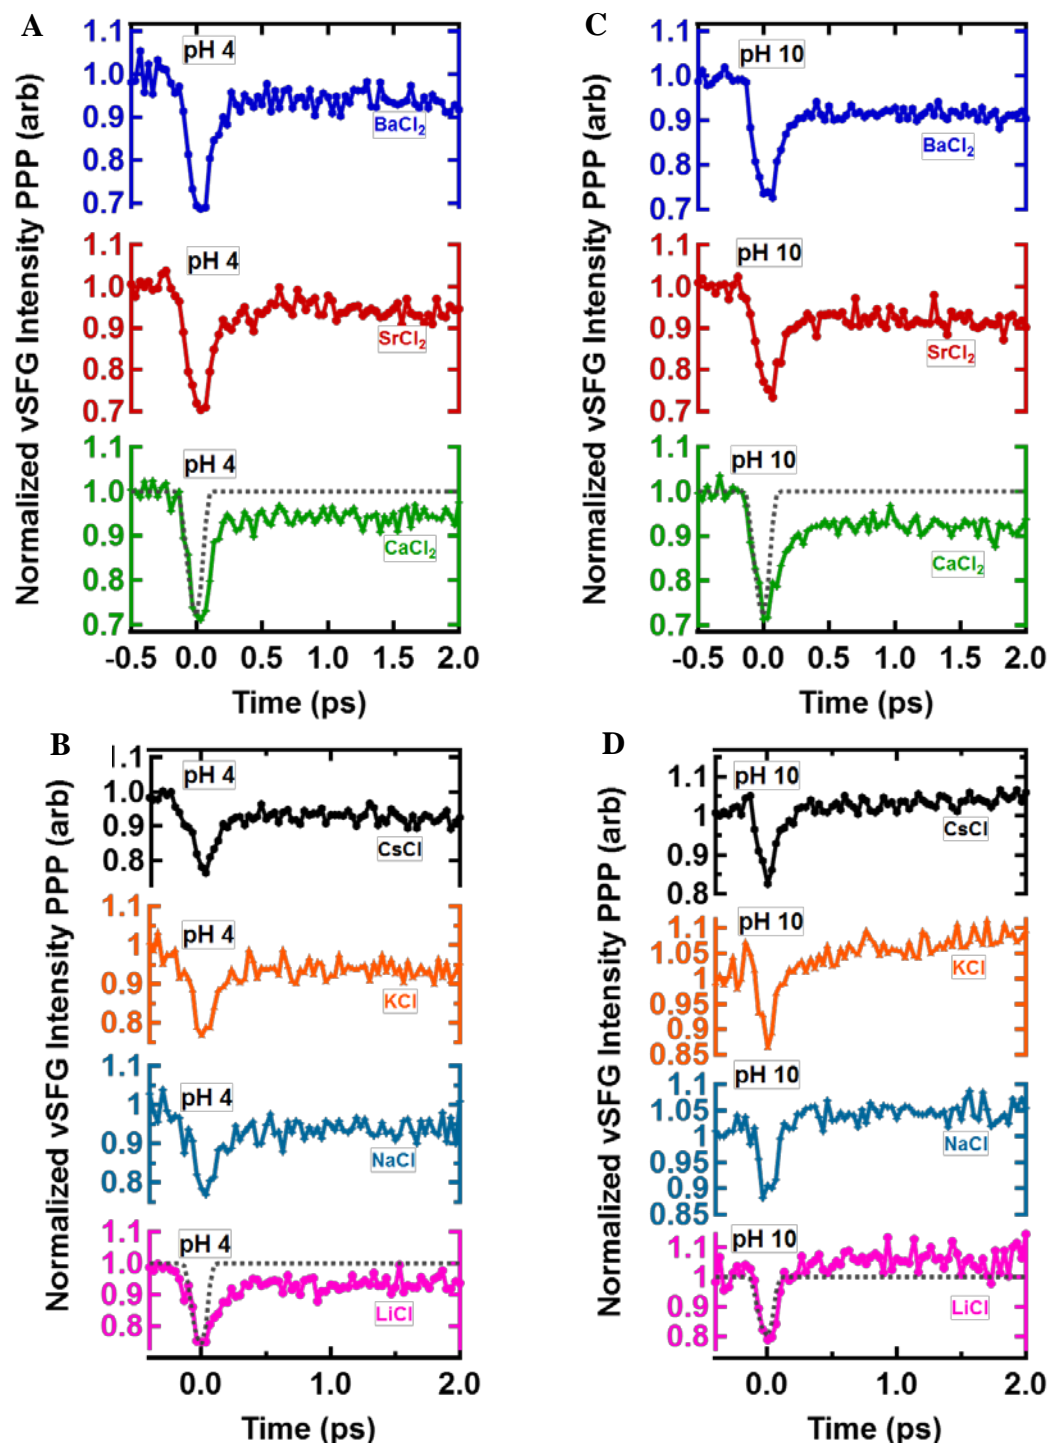 A
Normalized vSFG Intensity PPP (arb)
1.1
1.0
0.9
0.8
0.7
pH 4
BaCl2
1.1
1.0
0.9
0.8
0.7
pH 4
SrCl2
1.1
1.0
0.9
0.8
0.7
pH 4
CaCl2
-0.5 0.0 0.5 1.0 1.5 2.0
Time (ps)
C
Normalized vSFG Intensity PPP (arb)
1.1
1.0
0.9
0.8
0.7
pH 10
BaCl2
1.1
1.0
0.9
0.8
0.7
pH 10
SrCl2
1.1
1.0
0.9
0.8
0.7
pH 10
CaCl2
-0.5 0.0 0.5 1.0 1.5 2.0
Time (ps)
B
Normalized vSFG Intensity PPP (arb)
1.1
1.0
0.9
0.8
pH 4
CsCl
1.1
1
0.9
0.8
pH 4
KCl
1.1
1
0.9
0.8
pH 4
NaCl
1.1
1.0
0.9
0.8
pH 4
LiCl
0.0 1.0 2.0
Time (ps)
D
Normalized vSFG Intensity PPP (arb)
1.1
1
0.9
0.8
pH 10
CsCl
1.1
1.05
1
0.95
0.9
0.85
pH 10
KCl
1.1
1.05
1
0.95
0.9
0.85
pH 10
NaCl
1.1
1
0.9
0.8
pH 10
LiCl
0.0 1.0 2.0
Time (ps)